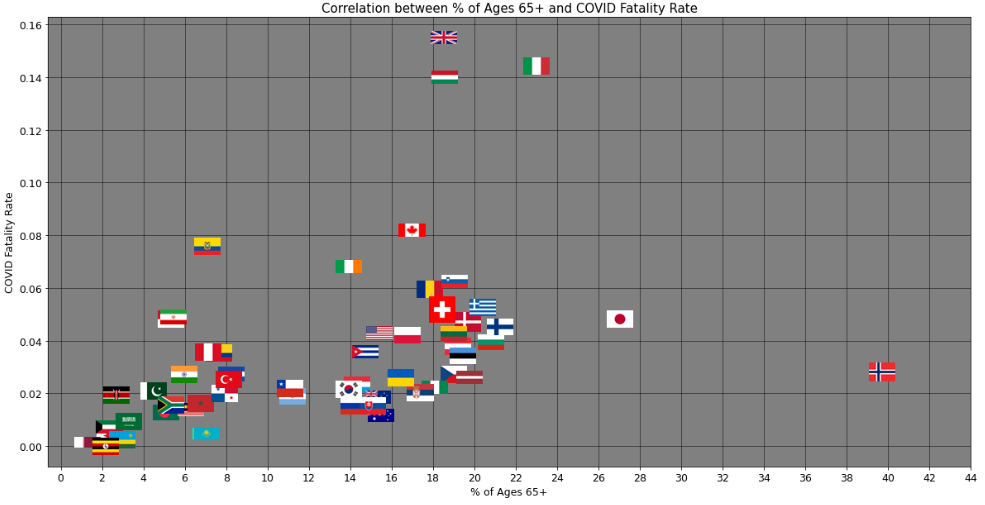 Correlation between % of Ages 65+ and COVID Fatality Rate
COVID Fatality Rate
0.16
0.14
0.12
0.10
0.08
0.06
0.04
0.02
0.00
0 2 4 6 8 10 12 14 16 18 20 22 24 26 28 30 32 34 36 38 40 42 44
% of Ages 65+